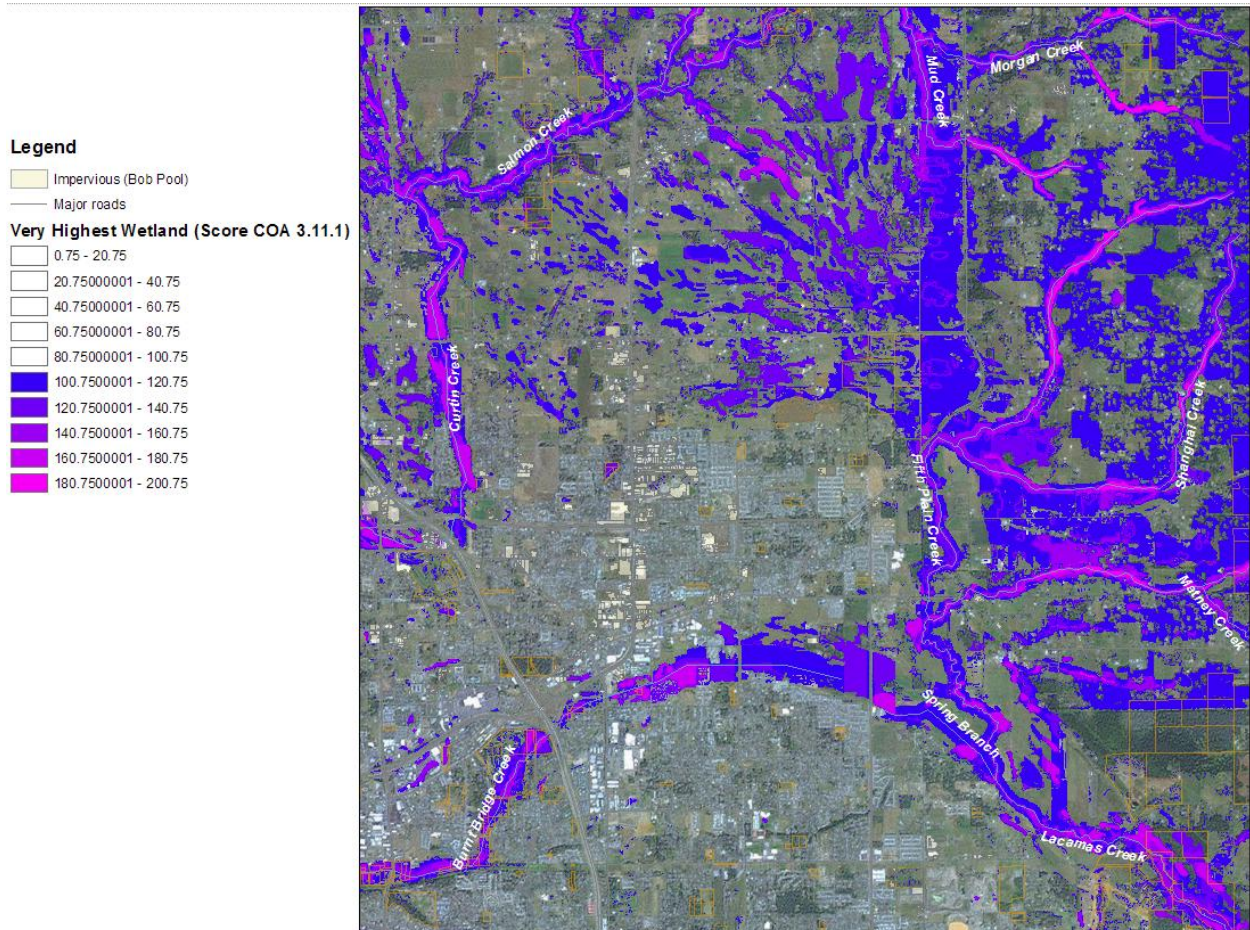 Legend
Impervious (Bob Pool)
Major roads
Very Highest Wetland (Score COA 3.11.1)
0.75 - 20.75
20.75000001 - 40.75
40.75000001 - 60.75
60.75000001 - 80.75
80.75000001 - 100.75
100.7500001 - 120.75
120.7500001 - 140.75
140.7500001 - 160.75
160.7500001 - 180.75
180.7500001 - 200.75
Morgan Creek
Mud Creek
Salmon Creek
Curtin Creek
Shanghai Creek
Fifth Plain Creek
Matney Creek
Spring Branch
Burnt Bridge Creek
Lacamas Creek